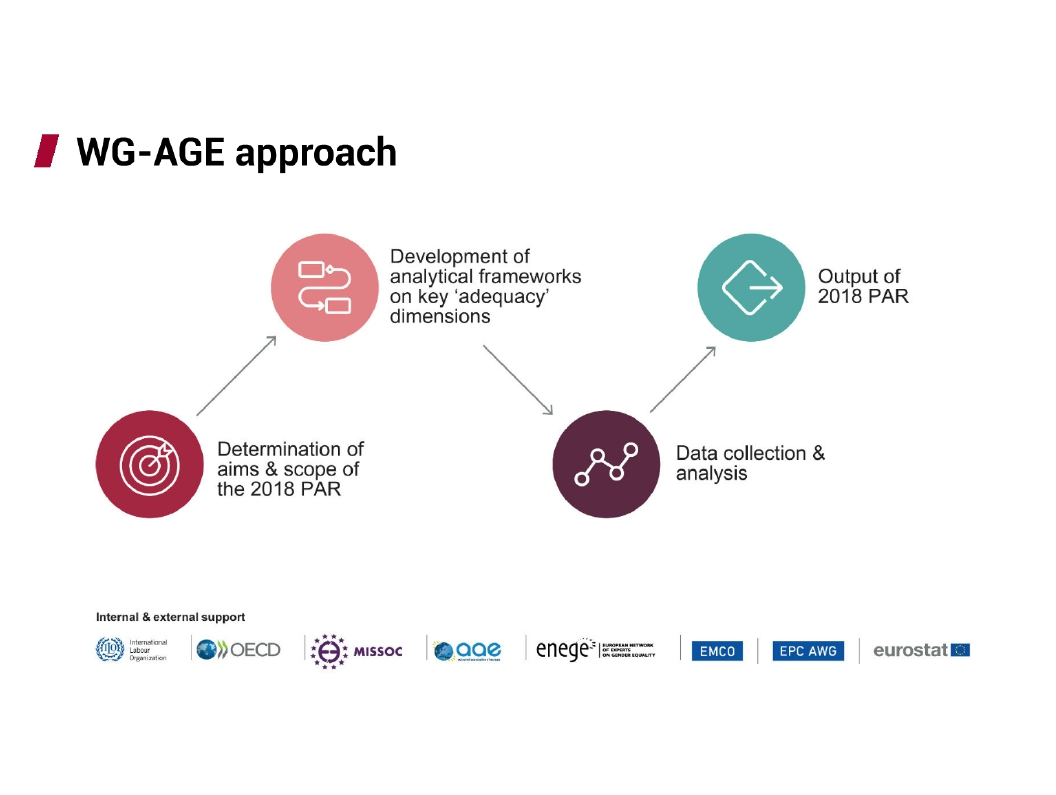 WG-AGE approach
Development of
analytical frameworks
on key ‘adequacy’
dimensions
Output of
2018 PAR
Determination of
aims & scope of
the 2018 PAR
Data collection &
analysis
Internal & external support
International
Labour
Organization
OECD
MISSOC
aae
enege
EUROPEAN NETWORK
OF EXPERTS
ON GENDER EQUALITY
EMCO
EPC AWG
eurostat